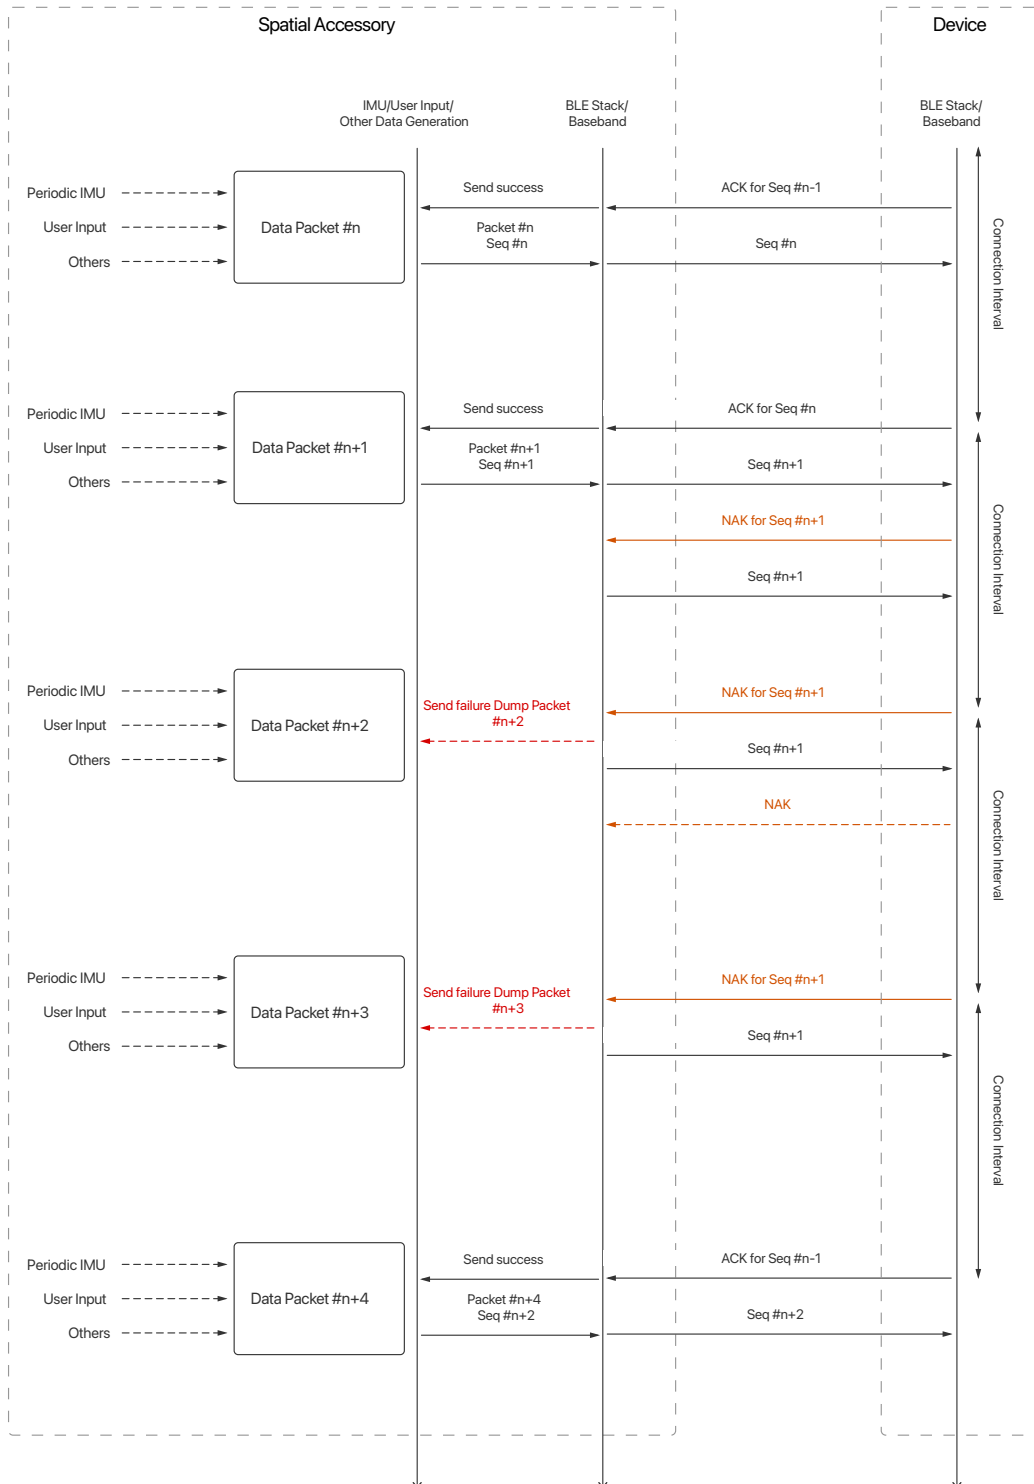 Spatial Accessory
Device
IMU/User Input/
Other Data Generation
BLE Stack/
Baseband
BLE Stack/
Baseband
Periodic IMU
User Input
Others
Data Packet #n
Send success
Packet #n
Seq #n
ACK for Seq #n-1
Seq #n
Connection Interval
Periodic IMU
User Input
Others
Data Packet #n+1
Send success
Packet #n+1
Seq #n+1
ACK for Seq #n
Seq #n+1
NAK for Seq #n+1
Seq #n+1
Connection Interval
Periodic IMU
User Input
Others
Data Packet #n+2
Send failure Dump Packet
#n+2
NAK for Seq #n+1
Seq #n+1
NAK
Connection Interval
Periodic IMU
User Input
Others
Data Packet #n+3
Send failure Dump Packet
#n+3
NAK for Seq #n+1
Seq #n+1
Connection Interval
Periodic IMU
User Input
Others
Data Packet #n+4
Send success
Packet #n+4
Seq #n+2
ACK for Seq #n-1
Seq #n+2